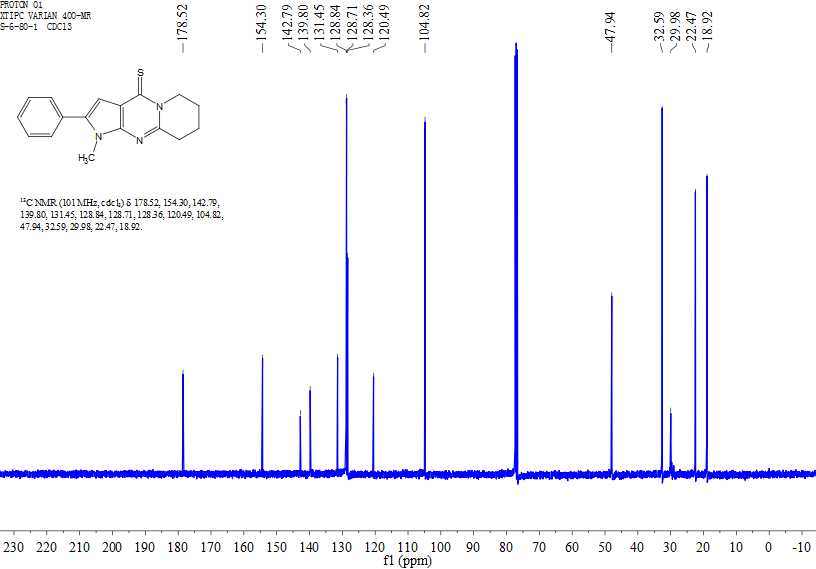 PROTON 01
XTIPC VARIAN 400-MR
S-6-80-1 CDCl3
178.52
154.30
142.79
139.80
131.45
128.84
128.71
128.36
120.49
104.82
47.94
32.59
29.98
22.47
18.92
S
N
N
N
H₃C
¹³C NMR (101 MHz, cdcl₃) δ 178.52, 154.30, 142.79,
139.80, 131.45, 128.84, 128.71, 128.36, 120.49, 104.82,
47.94, 32.59, 29.98, 22.47, 18.92.
230 220 210 200 190 180 170 160 150 140 130 120 110 100 90 80 70 60 50 40 30 20 10 0 -10
f1 (ppm)